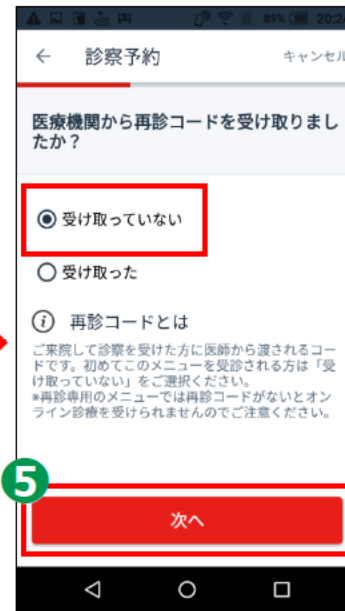 89% 20:26
診察予約 キャンセル
医療機関から再診コードを受け取りまし
たか？
受け取っていない
受け取った
i 再診コードとは
ご来院して診察を受けた方に医師から渡されるコー
ドです。初めてこのメニューを受診される方は「受
け取っていない」をご選択ください。
※再診専用のメニューでは再診コードがないとオン
ライン診療を受けられませんのでご注意ください。
5
次へ